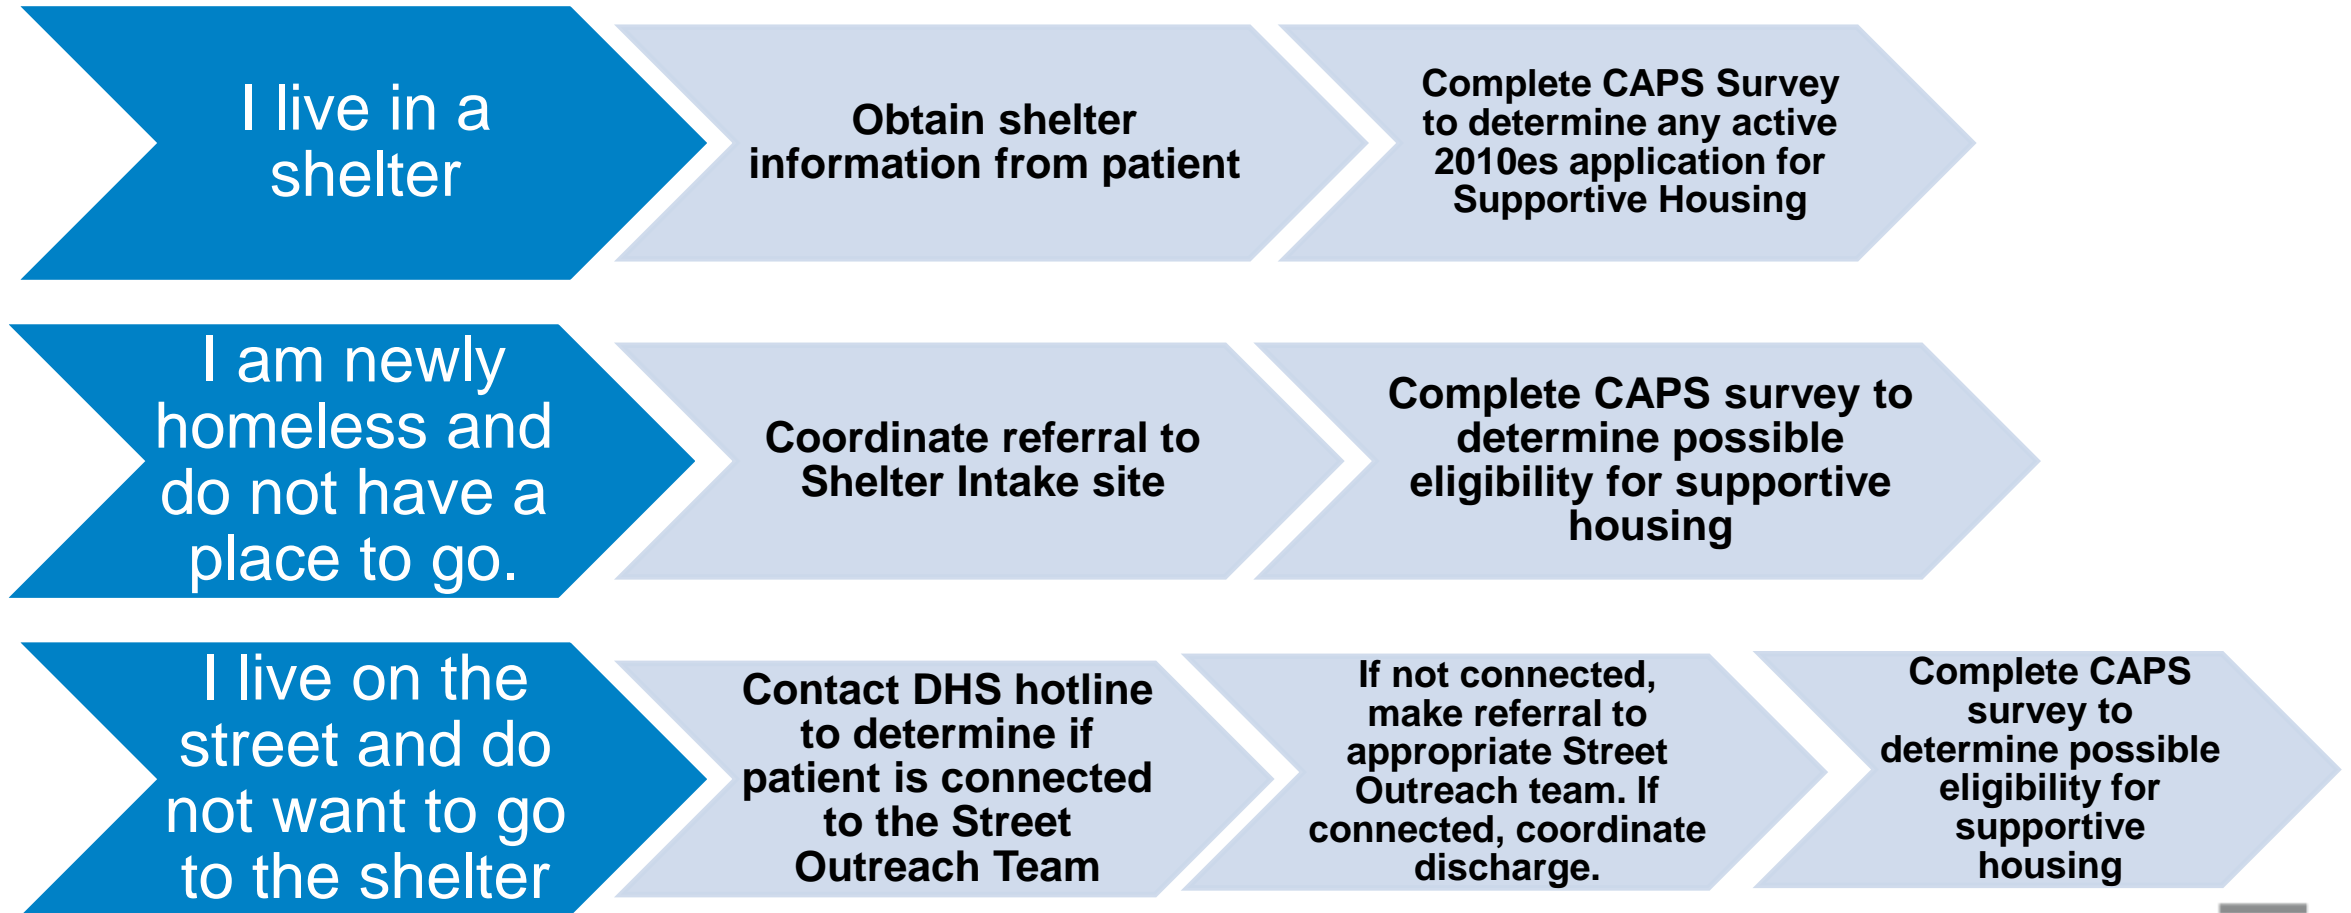 I live in a
shelter
Obtain shelter
information from patient
Complete CAPS Survey
to determine any active
2010es application for
Supportive Housing
I am newly
homeless and
do not have a
place to go.
Coordinate referral to
Shelter Intake site
Complete CAPS survey to
determine possible
eligibility for supportive
housing
I live on the
street and do
not want to go
to the shelter
Contact DHS hotline
to determine if
patient is connected
to the Street
Outreach Team
If not connected,
make referral to
appropriate Street
Outreach team. If
connected, coordinate
discharge.
Complete CAPS
survey to
determine possible
eligibility for
supportive
housing